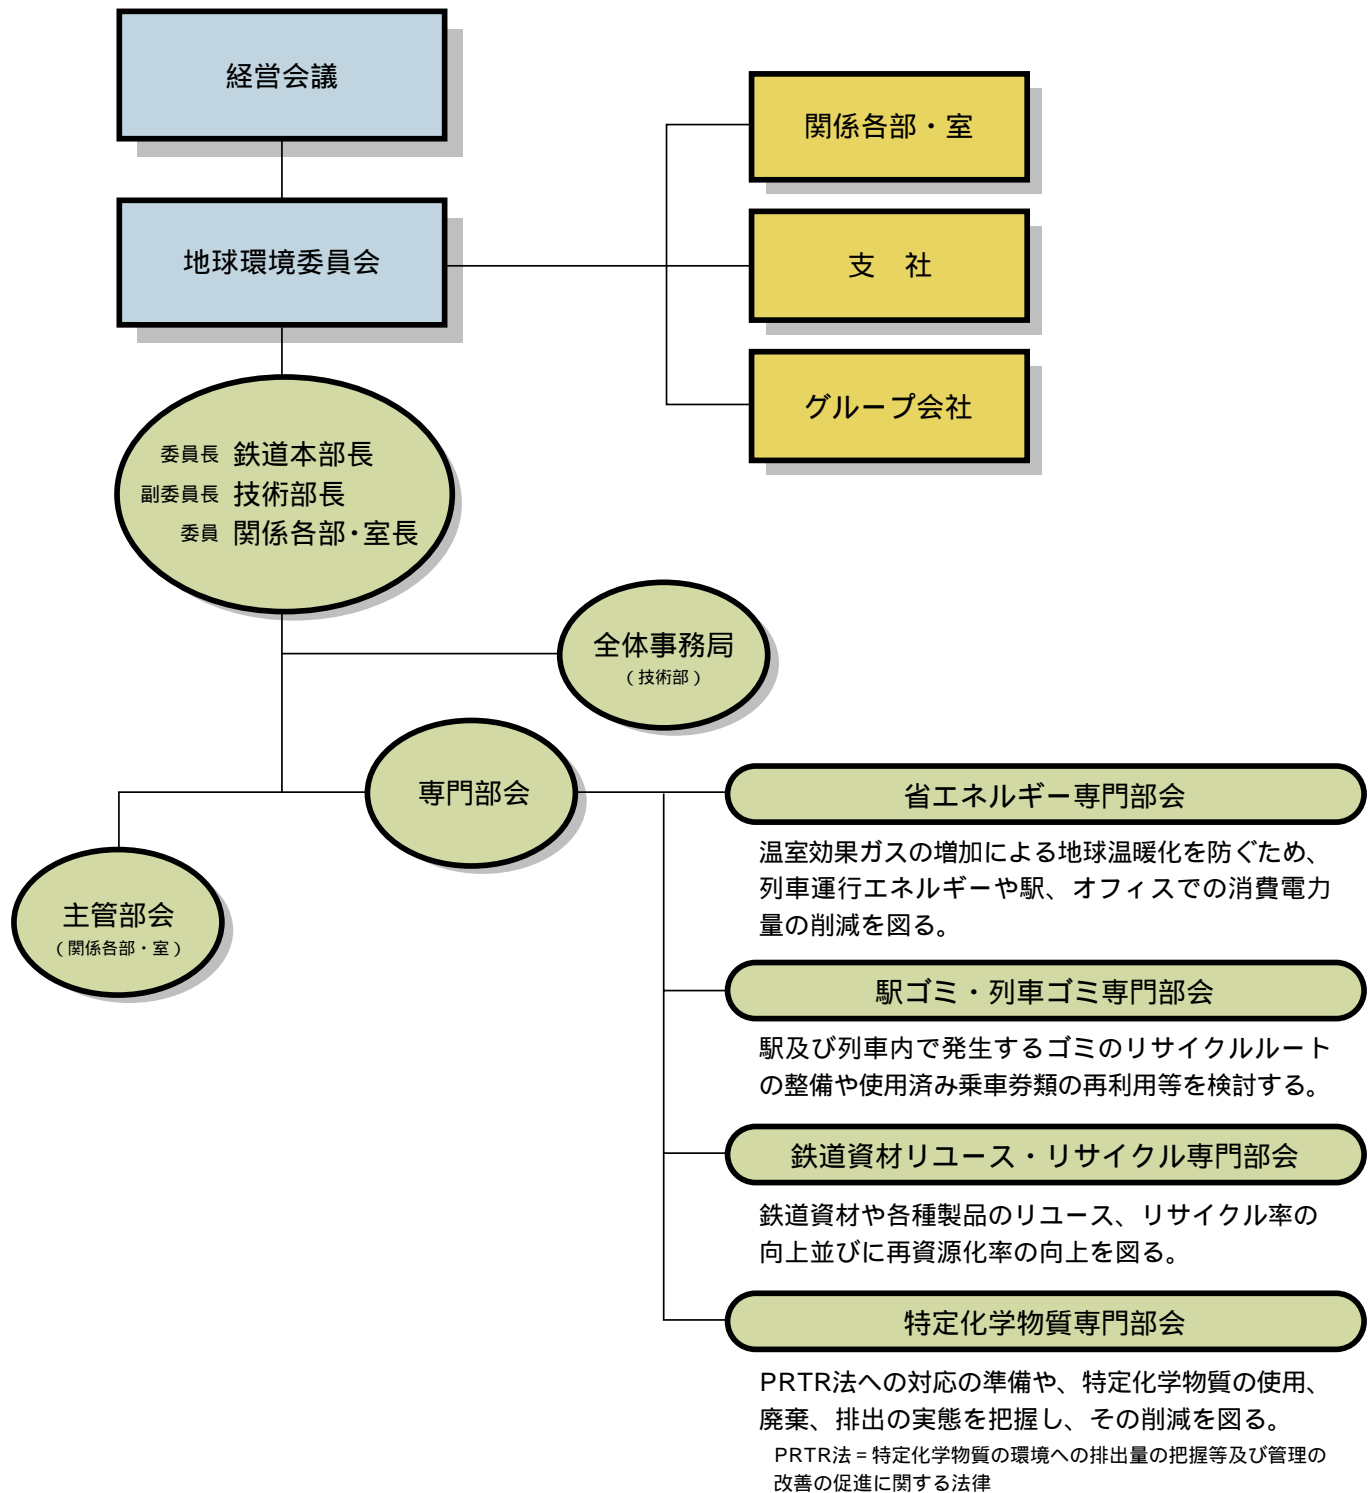 経営会議
地球環境委員会
関係各部・室
支　社
グループ会社
委員長 鉄道本部長
副委員長 技術部長
委員 関係各部・室長
全体事務局
（技術部）
専門部会
主管部会
（関係各部・室）
省エネルギー専門部会
温室効果ガスの増加による地球温暖化を防ぐため、
列車運行エネルギーや駅、オフィスでの消費電力
量の削減を図る。
駅ゴミ・列車ゴミ専門部会
駅及び列車内で発生するゴミのリサイクルルート
の整備や使用済み乗車券類の再利用等を検討する。
鉄道資材リユース・リサイクル専門部会
鉄道資材や各種製品のリユース、リサイクル率の
向上並びに再資源化率の向上を図る。
特定化学物質専門部会
PRTR法への対応の準備や、特定化学物質の使用、
廃棄、排出の実態を把握し、その削減を図る。
PRTR法＝特定化学物質の環境への排出量の把握等及び管理の
改善の促進に関する法律